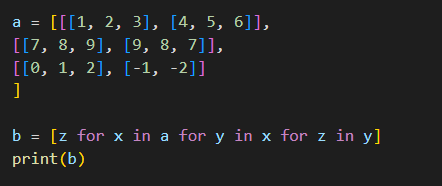 a = [[[1, 2, 3], [4, 5, 6]],
[[7, 8, 9], [9, 8, 7]],
[[0, 1, 2], [-1, -2]]
]
b = [z for x in a for y in x for z in y]
print(b)